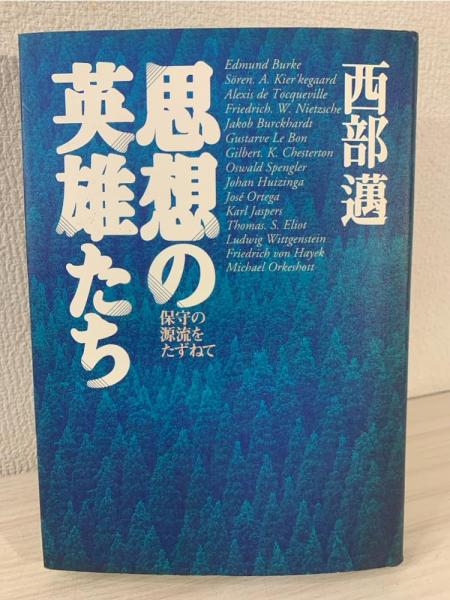 西部邁
Edmund Burke
Sören. A. Kier'kegaard
Alexis de Tocqueville
Friedrich. W. Nietzsche
Jakob Burckhardt
Gustarve Le Bon
Gilbert. K. Chesterton
Oswald Spengler
Johan Huizinga
José Ortega
Karl Jaspers
Thomas. S. Eliot
Ludwig Wittgenstein
Friedrich von Hayek
Michael Orkeshott
思想の
英雄たち
保守の
源流を
たずねて